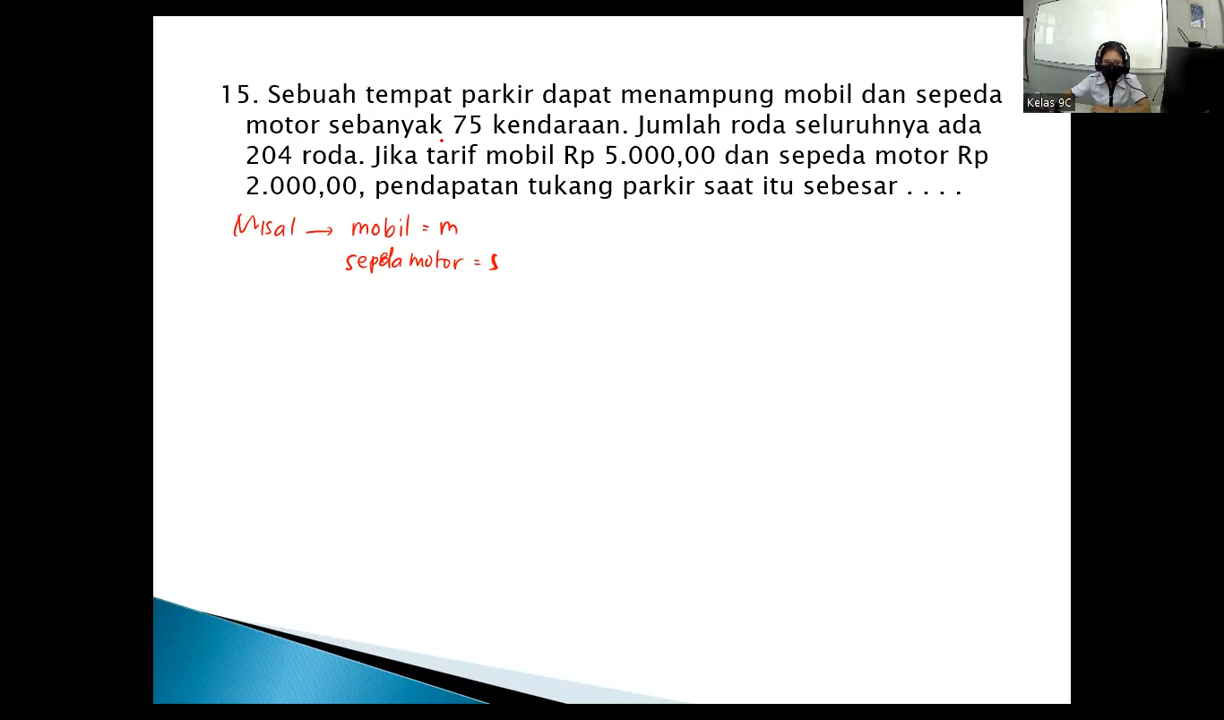 15. Sebuah tempat parkir dapat menampung mobil dan sepeda
motor sebanyak 75 kendaraan. Jumlah roda seluruhnya ada
204 roda. Jika tarif mobil Rp 5.000,00 dan sepeda motor Rp
2.000,00, pendapatan tukang parkir saat itu sebesar . . . .
Misal → mobil = m
sepeda motor = s
Kelas 9C